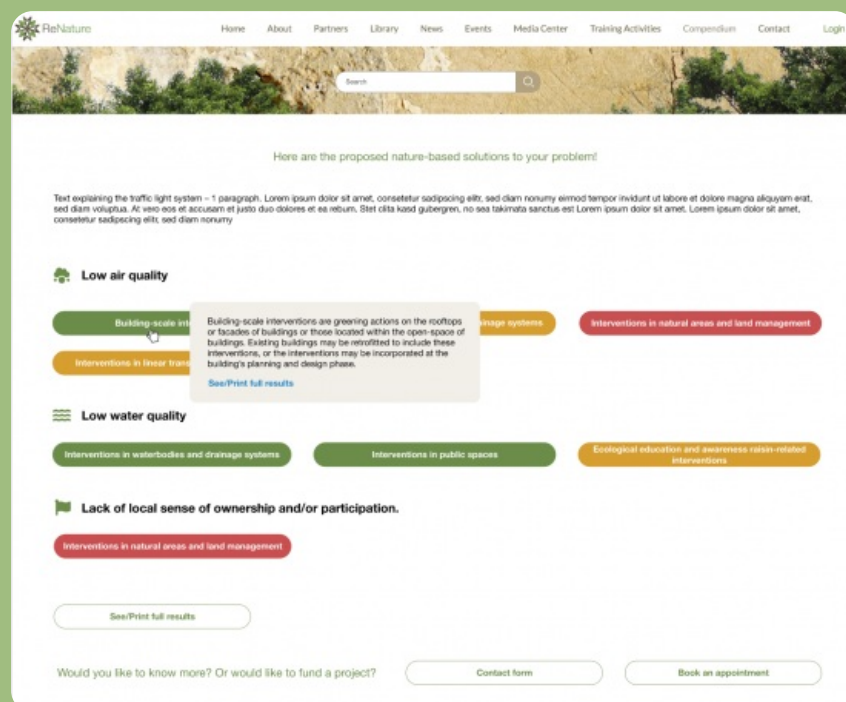 ReNature
Home About Partners Library News Events Media Center Training Activities Compendium Contact Login
Search
Here are the proposed nature-based solutions to your problem!
Text explaining the traffic light system – 1 paragraph. Lorem ipsum dolor sit amet, consetetur sadipscing elitr, sed diam nonumy eirmod tempor invidunt ut labore et dolore magna aliquyam erat,
sed diam voluptua. At vero eos et accusam et justo duo dolores et ea rebum. Stet clita kasd gubergren, no sea takimata sanctus est Lorem ipsum dolor sit amet. Lorem ipsum dolor sit amet,
consetetur sadipscing elitr, sed diam nonumy
Low air quality
Building-scale
Building-scale interventions are greening actions on the rooftops
or facades of buildings or those located within the open-space of
buildings. Existing buildings may be retrofitted to include these
interventions, or the interventions may be incorporated at the
building's planning and design phase.
See/Print full results
systems
Interventions in natural areas and land management
Interventions in linear
Low water quality
Interventions in waterbodies and drainage systems
Interventions in public spaces
Ecological education and awareness raisin-related
interventions
Lack of local sense of ownership and/or participation.
Interventions in natural areas and land management
See/Print full results
Would you like to know more? Or would like to fund a project?
Contact form
Book an appointment